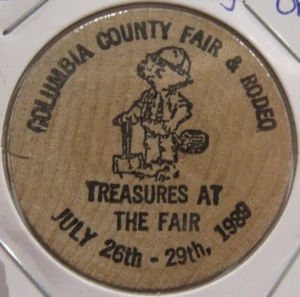 COLUMBIA COUNTY FAIR & RODEO
TREASURES AT
THE FAIR
JULY 26th - 29th, 1989